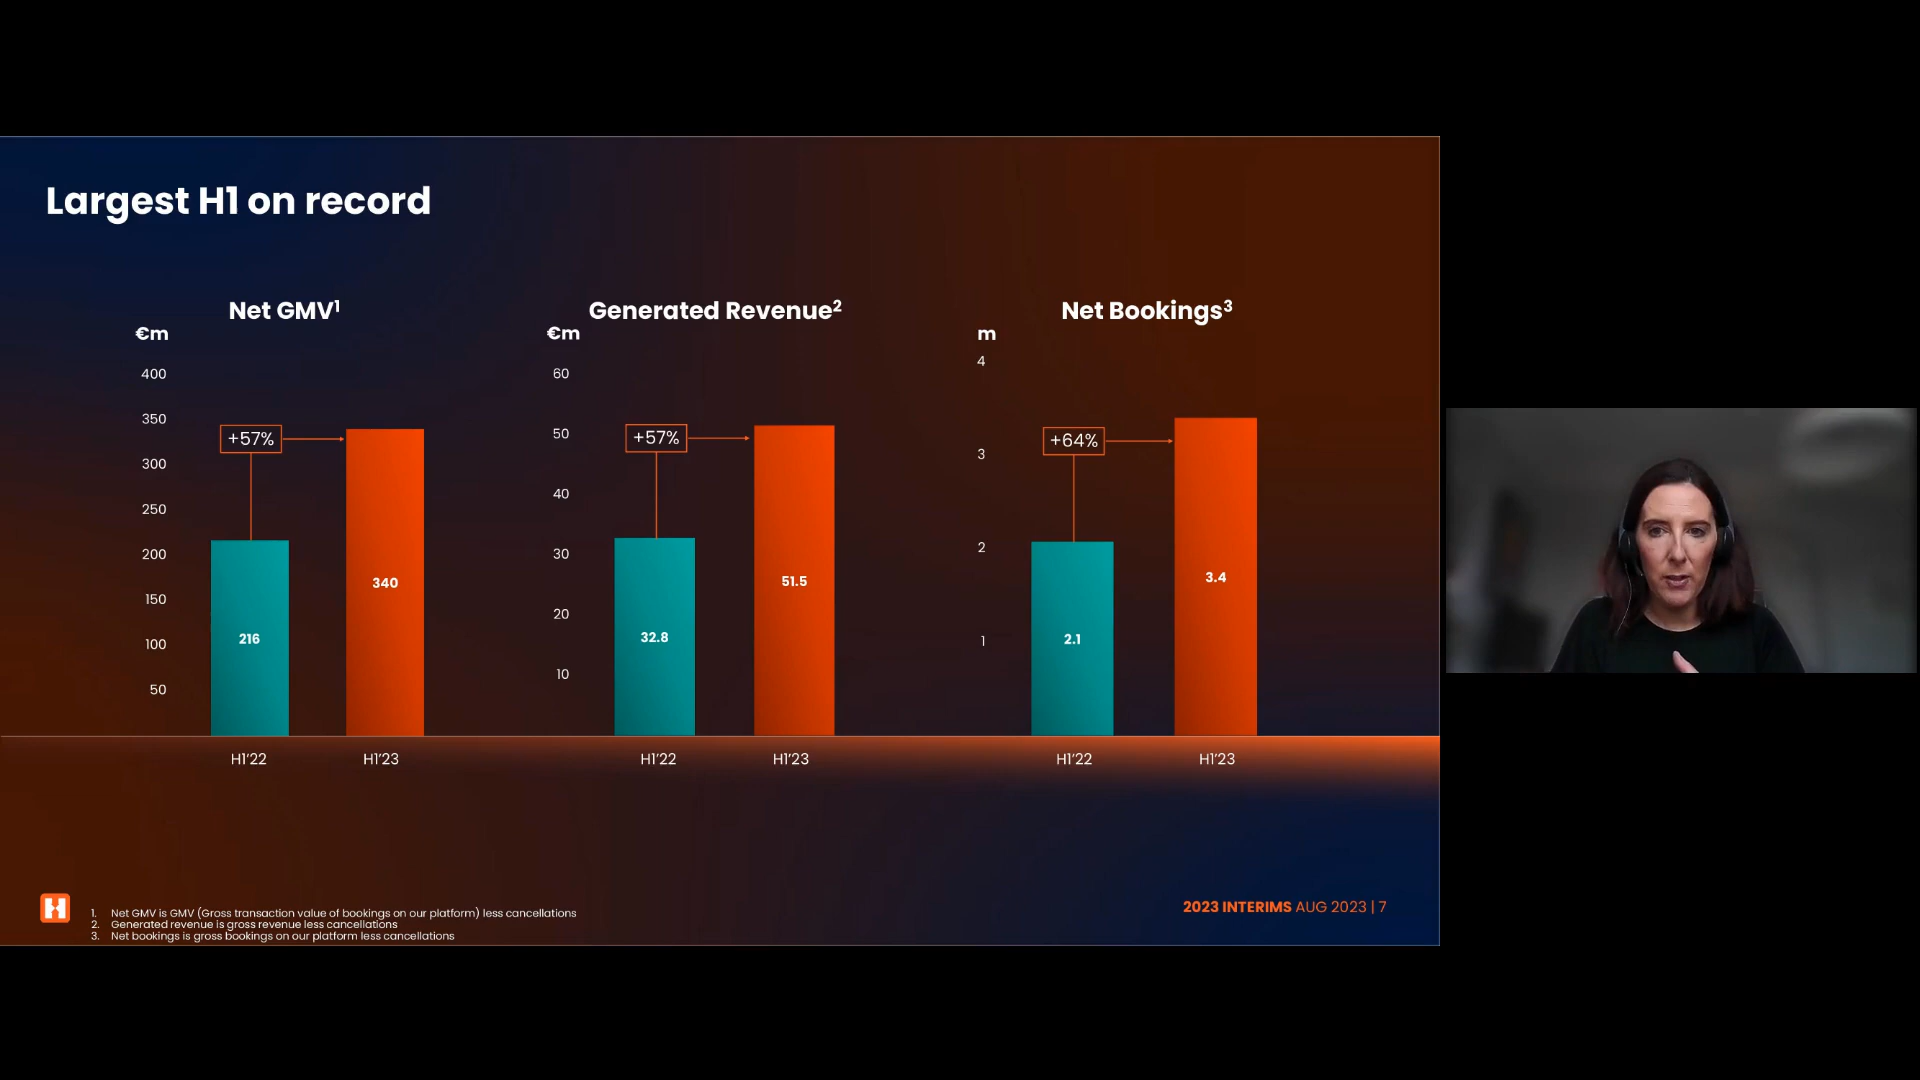 Largest H1 on record
Net GMV1
€m
400
350
300
250
200
150
100
50
+57%
216
340
H1'22
H1'23
Generated Revenue2
€m
60
50
40
30
20
10
+57%
32.8
51.5
H1'22
H1'23
Net Bookings3
m
4
3
2
1
+64%
2.1
3.4
H1'22
H1'23
H
1. Net GMV is GMV (Gross transaction value of bookings on our platform) less cancellations
2. Generated revenue is gross revenue less cancellations
3. Net bookings is gross bookings on our platform less cancellations
2023 INTERIMS AUG 2023 | 7